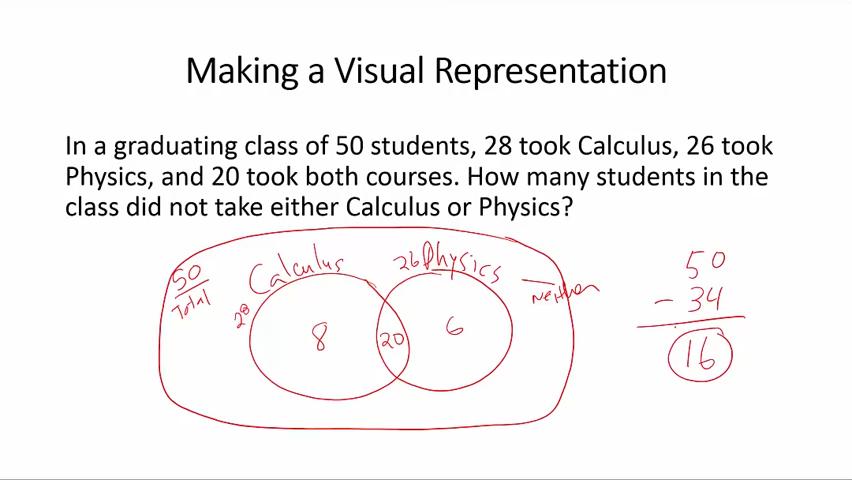 Making a Visual Representation
In a graduating class of 50 students, 28 took Calculus, 26 took
Physics, and 20 took both courses. How many students in the
class did not take either Calculus or Physics?
50
Total
Calculus
28
26 Physics
Neither
8
20
6
50
- 34
16